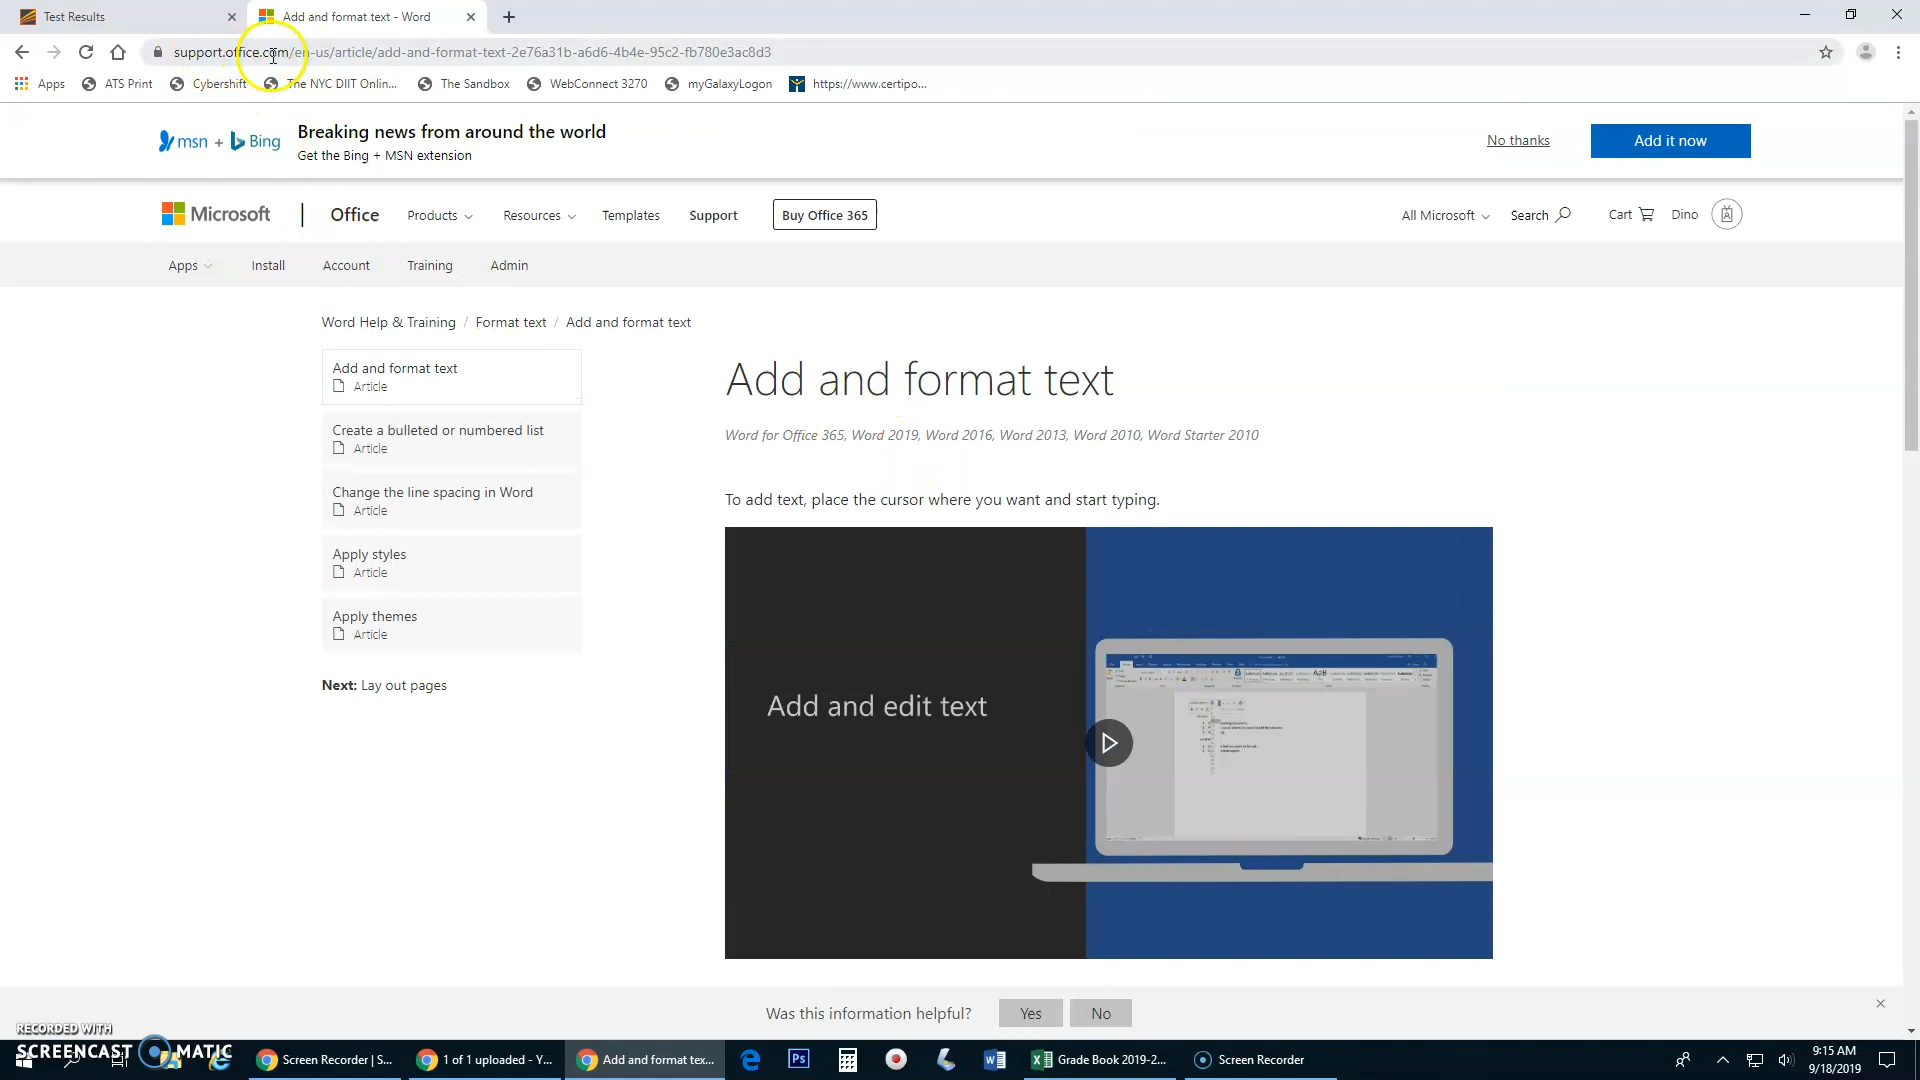 Test Results
Add and format text - Word
support.office.com/en-us/article/add-and-format-text-2e76a31b-a6d6-4b4e-95c2-fb780e3ac8d3
Apps ATS Print Cybershift The NYC DIIT Onlin... The Sandbox WebConnect 3270 myGalaxyLogon https://www.certipo...
msn + Bing
Breaking news from around the world
Get the Bing + MSN extension
No thanks
Add it now
Microsoft Office Products Resources Templates Support Buy Office 365 All Microsoft Search Cart Dino
Apps Install Account Training Admin
Word Help & Training / Format text / Add and format text
Add and format text
Article
Create a bulleted or numbered list
Article
Change the line spacing in Word
Article
Apply styles
Article
Apply themes
Article
Next: Lay out pages
Add and format text
Word for Office 365, Word 2019, Word 2016, Word 2013, Word 2010, Word Starter 2010
To add text, place the cursor where you want and start typing.
Add and edit text
Was this information helpful? Yes No
RECORDED WITH
SCREENCAST MATIC
Screen Recorder | S... 1 of 1 uploaded - Y... Add and format tex... Ps Grade Book 2019-2... Screen Recorder
9:15 AM
9/18/2019